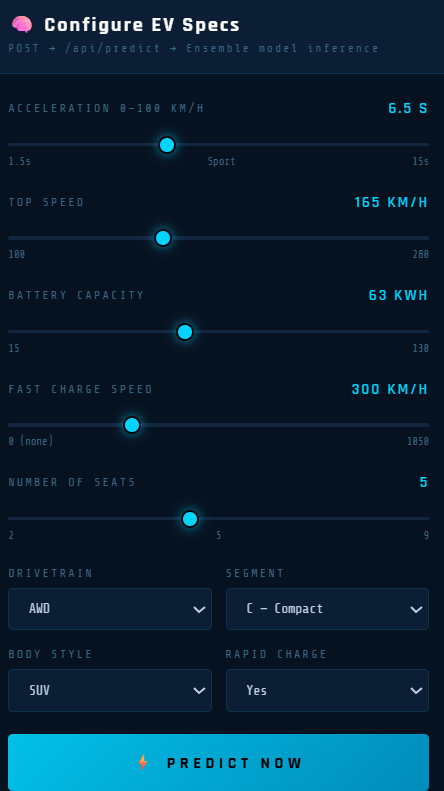 Configure EV Specs
POST → /api/predict → Ensemble model inference
ACCELERATION 0–100 KM/H 6.5 S
1.5s Sport 15s
TOP SPEED 165 KM/H
100 280
BATTERY CAPACITY 63 KWH
15 130
FAST CHARGE SPEED 300 KM/H
0 (none) 1050
NUMBER OF SEATS 5
2 5 9
DRIVETRAIN SEGMENT
AWD C – Compact
BODY STYLE RAPID CHARGE
SUV Yes
PREDICT NOW